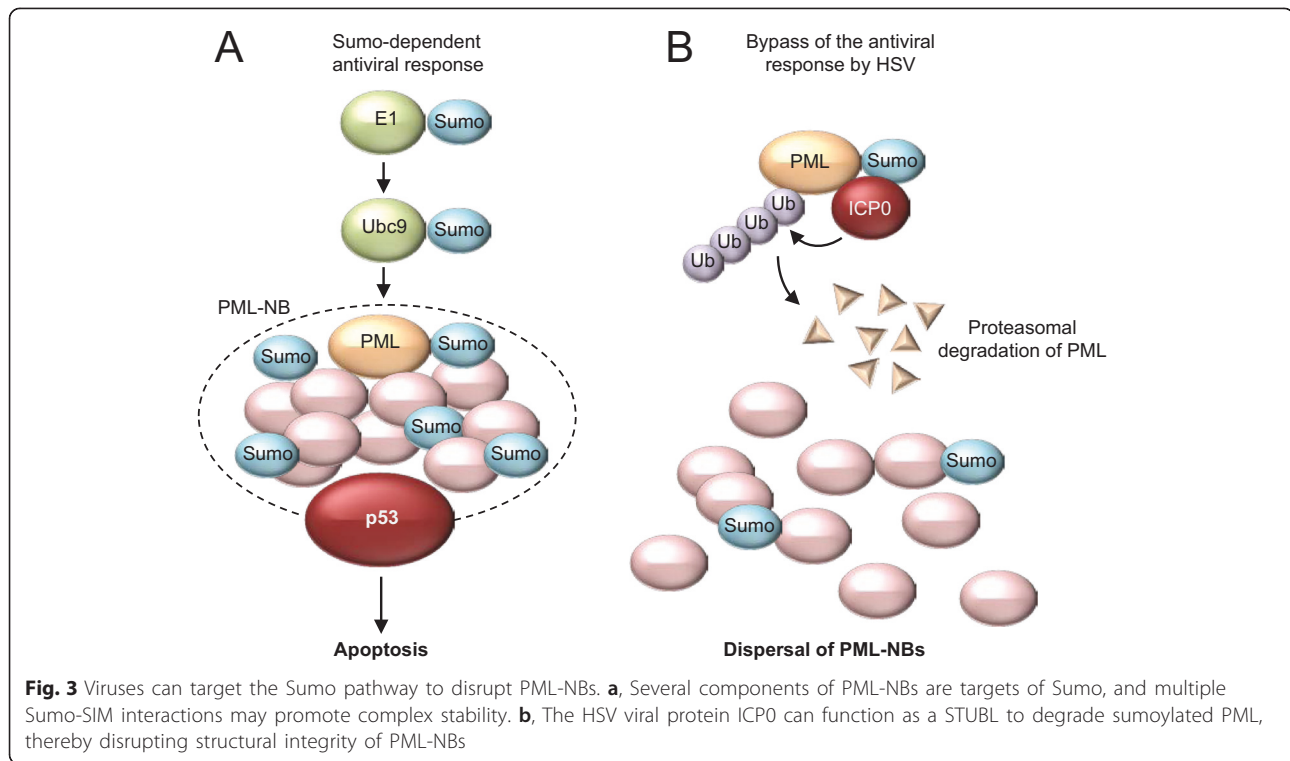 A
Sumo-dependent
antiviral response
E1
Sumo
Ubc9
Sumo
PML-NB
PML
Sumo
Sumo
Sumo
Sumo
Sumo
p53
Apoptosis
B
Bypass of the antiviral
response by HSV
PML
Sumo
ICP0
Ub
Ub
Ub
Ub
Proteasomal
degradation of PML
Sumo
Sumo
Dispersal of PML-NBs
Fig. 3 Viruses can target the Sumo pathway to disrupt PML-NBs. a, Several components of PML-NBs are targets of Sumo, and multiple
Sumo-SIM interactions may promote complex stability. b, The HSV viral protein ICP0 can function as a STUBL to degrade sumoylated PML,
thereby disrupting structural integrity of PML-NBs